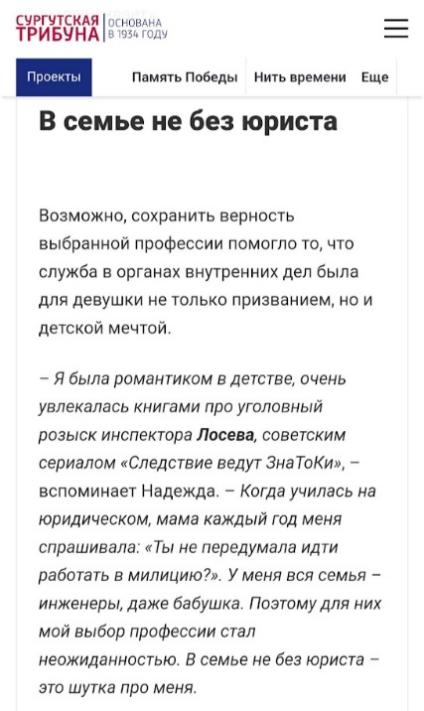 СУРГУТСКАЯ
ТРИБУНА
ОСНОВАНА
В 1934 ГОДУ
Проекты Память Победы Нить времени Еще
В семье не без юриста
Возможно, сохранить верность
выбранной профессии помогло то, что
служба в органах внутренних дел была
для девушки не только призванием, но и
детской мечтой.
– Я была романтиком в детстве, очень
увлекалась книгами про уголовный
розыск инспектора Лосева, советским
сериалом «Следствие ведут ЗнаТоКи», –
вспоминает Надежда. – Когда училась на
юридическом, мама каждый год меня
спрашивала: «Ты не передумала идти
работать в милицию?». У меня вся семья –
инженеры, даже бабушка. Поэтому для них
мой выбор профессии стал
неожиданностью. В семье не без юриста –
это шутка про меня.